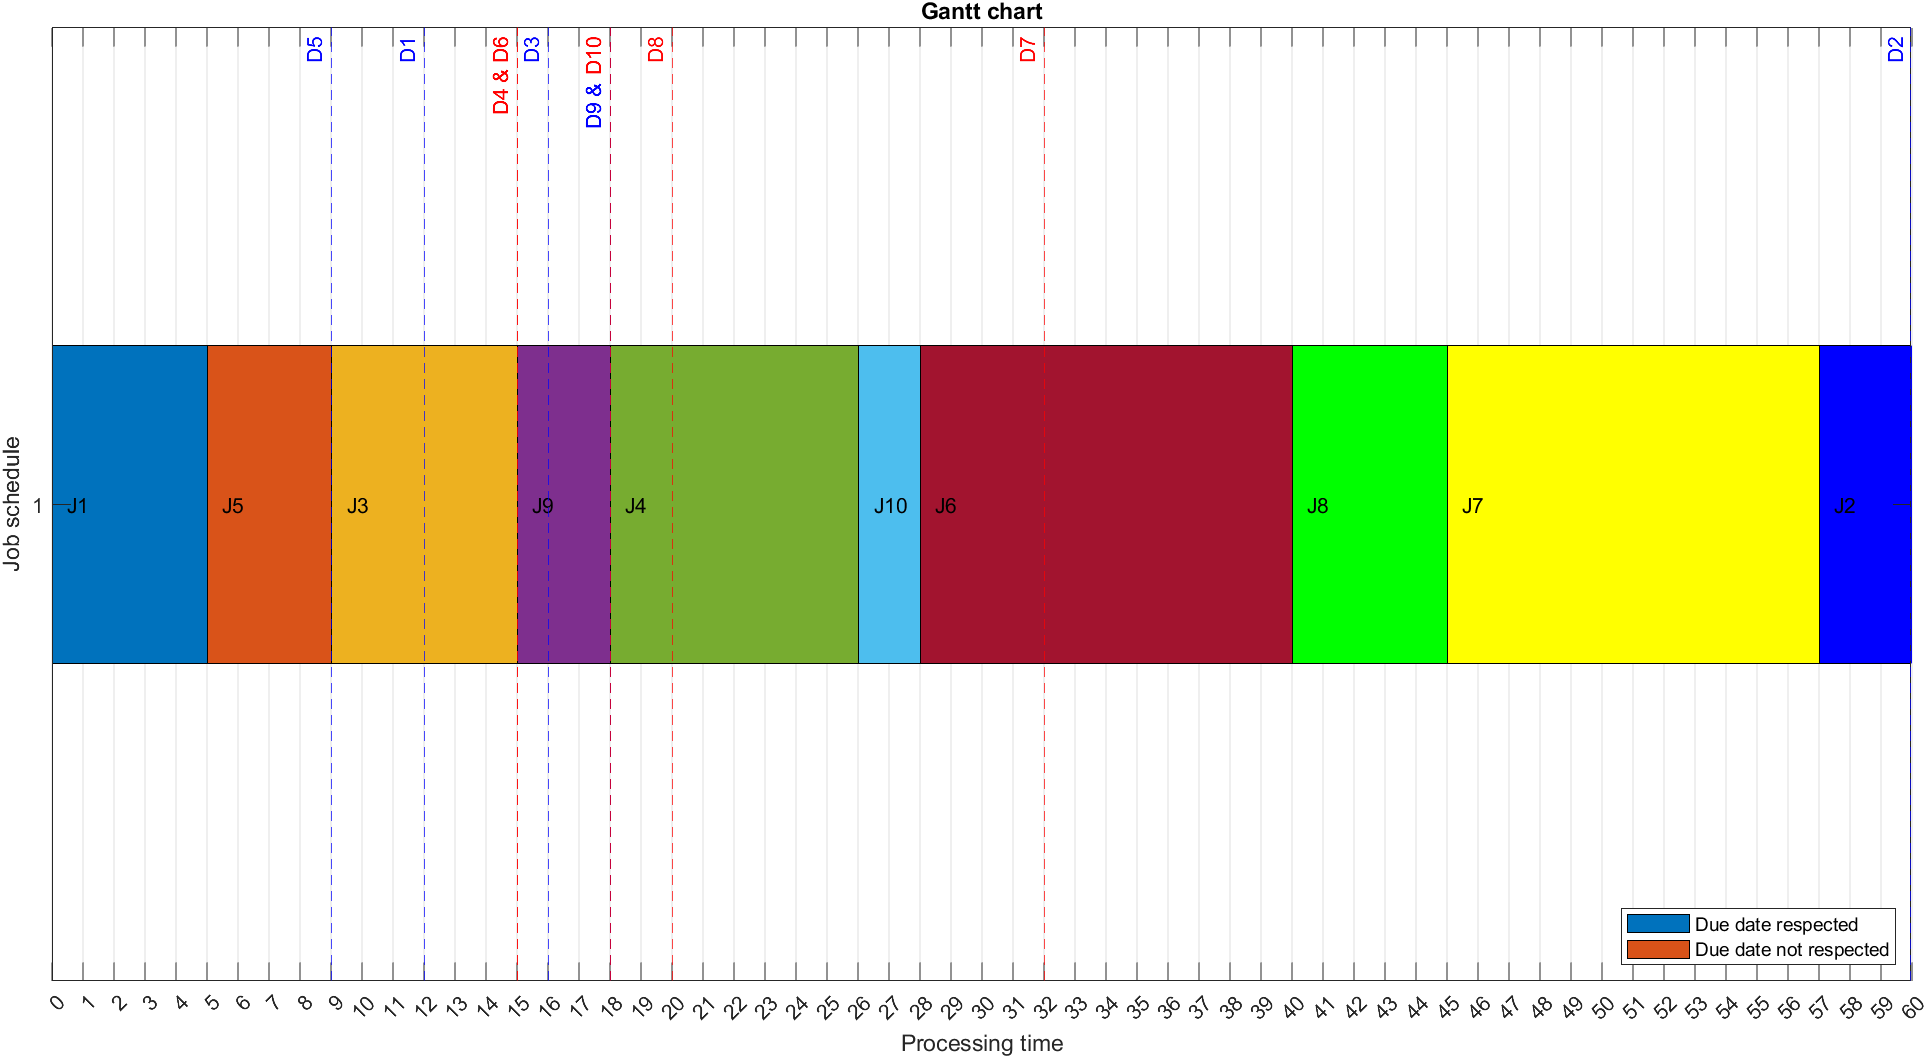 Gantt chart
D5
D1
D4 & D6
D3
D9 & D10
D8
D7
D2
Job schedule
1
J1
J5
J3
J9
J4
J10
J6
J8
J7
J2
Due date respected
Due date not respected
0 1 2 3 4 5 6 7 8 9 10 11 12 13 14 15 16 17 18 19 20 21 22 23 24 25 26 27 28 29 30 31 32 33 34 35 36 37 38 39 40 41 42 43 44 45 46 47 48 49 50 51 52 53 54 55 56 57 58 59 60
Processing time